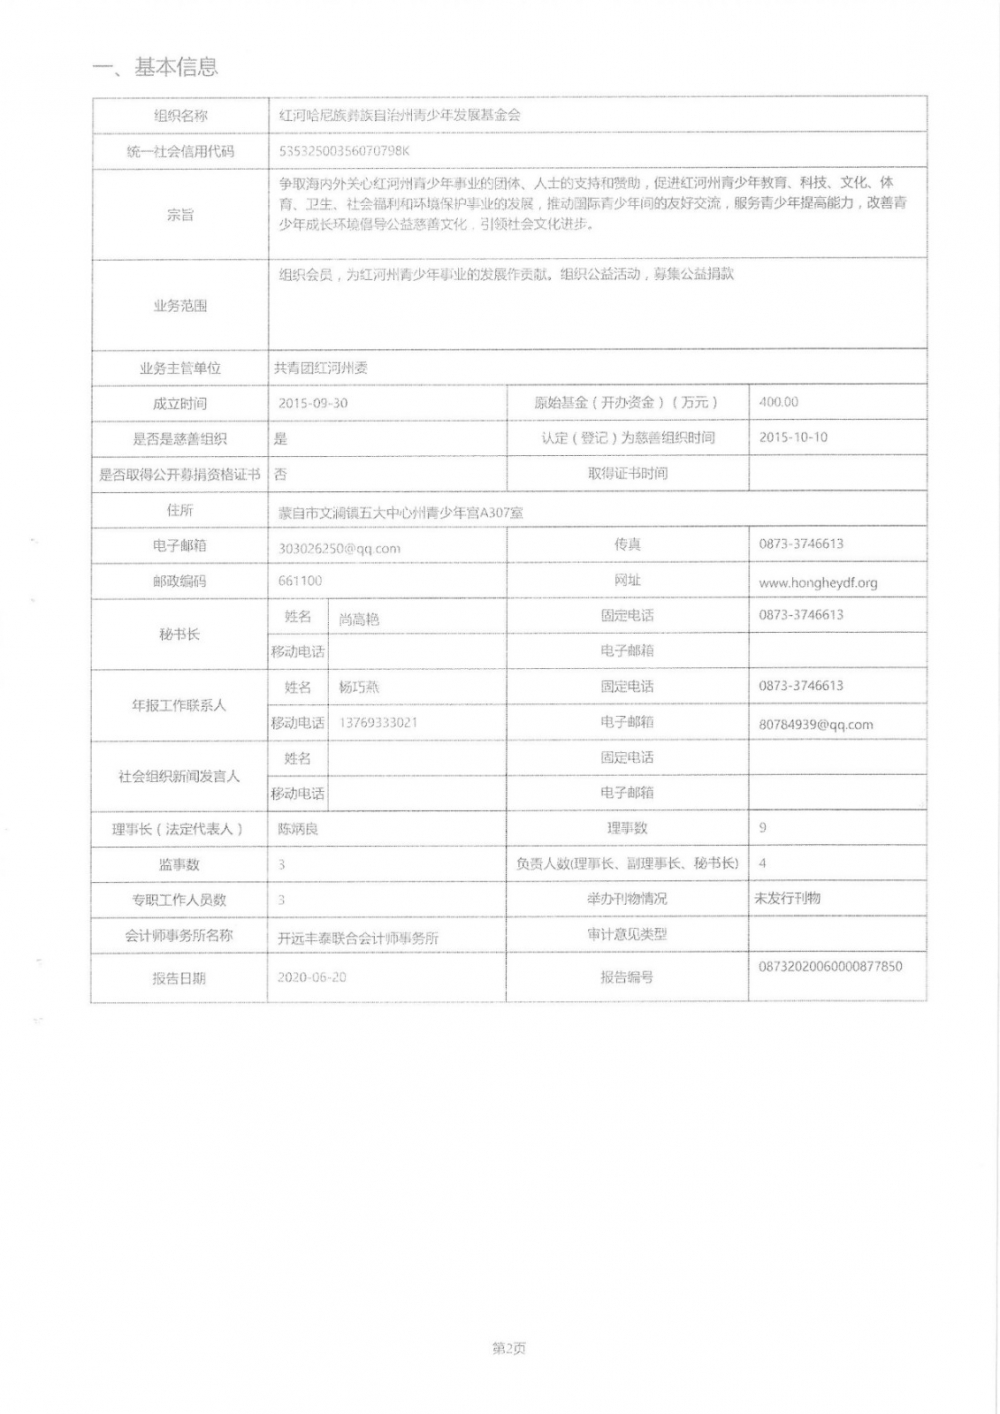 一、基本信息
组织名称 红河哈尼族彝族自治州青少年发展基金会
统一社会信用代码 53532500356070798K
宗旨 争取海内外关心红河州青少年事业的团体、人士的支持和赞助，促进红河州青少年教育、科技、文化、体
育、卫生、社会福利和环境保护事业的发展，推动国际青少年间的友好交流，服务青少年提高能力，改善青
少年成长环境倡导公益慈善文化，引领社会文化进步。
业务范围 组织会员，为红河州青少年事业的发展作贡献。组织公益活动，募集公益捐款
业务主管单位 共青团红河州委
成立时间 2015-09-30 原始基金（开办资金）（万元） 400.00
是否是慈善组织 是 认定（登记）为慈善组织时间 2015-10-10
是否取得公开募捐资格证书 否 取得证书时间
住所 蒙自市文澜镇五大中心州青少年宫A307室
电子邮箱 303026250@qq.com 传真 0873-3746613
邮政编码 661100 网址 www.hongheydf.org
秘书长 姓名 尚高艳 固定电话 0873-3746613
移动电话 电子邮箱
年报工作联系人 姓名 杨巧燕 固定电话 0873-3746613
移动电话 13769333021 电子邮箱 80784939@qq.com
社会组织新闻发言人 姓名 固定电话
移动电话 电子邮箱
理事长（法定代表人） 陈炳良 理事数 9
监事数 3 负责人数(理事长、副理事长、秘书长) 4
专职工作人员数 3 举办刊物情况 未发行刊物
会计师事务所名称 开远丰泰联合会计师事务所 审计意见类型
报告日期 2020-06-20 报告编号 08732020060000877850
第2页